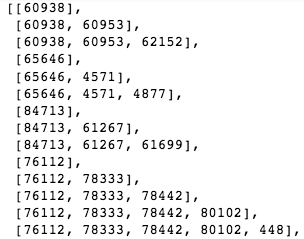 [[60938],
[60938, 60953],
[60938, 60953, 62152],
[65646],
[65646, 4571],
[65646, 4571, 4877],
[84713],
[84713, 61267],
[84713, 61267, 61699],
[76112],
[76112, 78333],
[76112, 78333, 78442],
[76112, 78333, 78442, 80102],
[76112, 78333, 78442, 80102, 448],